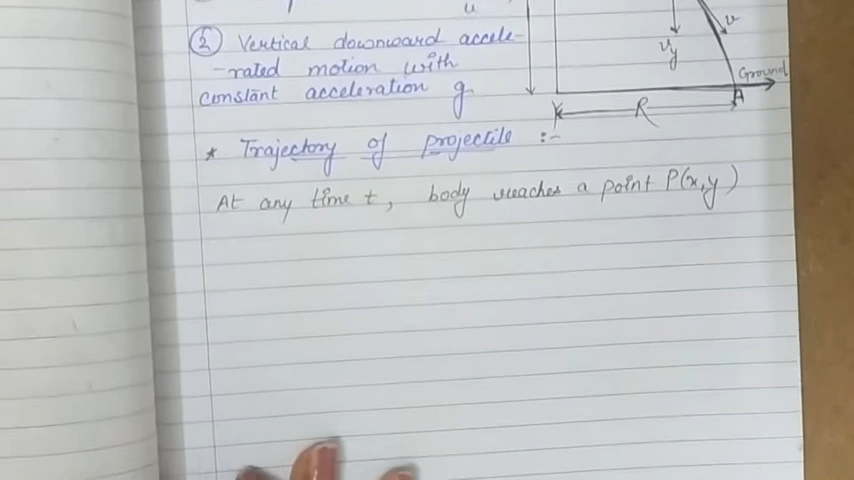 u
② Vertical downward accele-
-rated motion with
constant acceleration g
v
v_y
Ground
A
R
* Trajectory of projectile :-
At any time t, body reaches a point P(x,y)